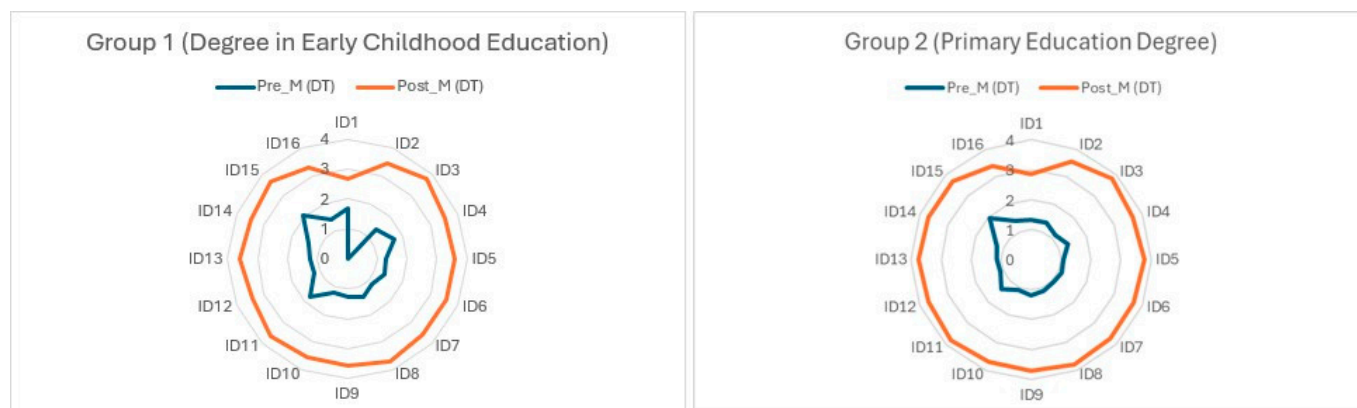 Group 1 (Degree in Early Childhood Education)
Pre_M (DT) Post_M (DT)
ID1
ID2
ID3
ID4
ID5
ID6
ID7
ID8
ID9
ID10
ID11
ID12
ID13
ID14
ID15
ID16
4
3
2
1
0
Group 2 (Primary Education Degree)
Pre_M (DT) Post_M (DT)
ID1
ID2
ID3
ID4
ID5
ID6
ID7
ID8
ID9
ID10
ID11
ID12
ID13
ID14
ID15
ID16
4
3
2
1
0